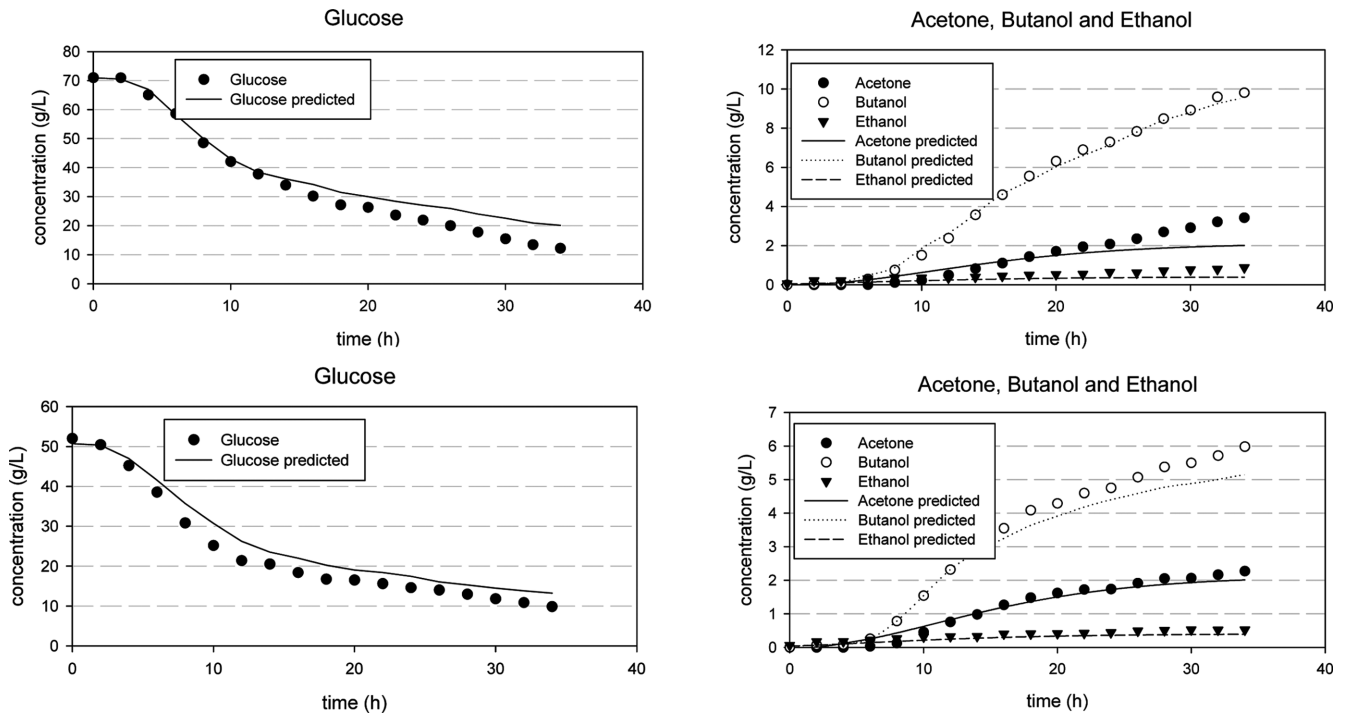 Glucose
80
70
60
50
40
30
20
10
0
concentration (g/L)
Glucose
Glucose predicted
0 10 20 30 40
time (h)
Acetone, Butanol and Ethanol
12
10
8
6
4
2
0
concentration (g/L)
Acetone
Butanol
Ethanol
Acetone predicted
Butanol predicted
Ethanol predicted
0 10 20 30 40
time (h)
Glucose
60
50
40
30
20
10
0
concentration (g/L)
Glucose
Glucose predicted
0 10 20 30 40
time (h)
Acetone, Butanol and Ethanol
7
6
5
4
3
2
1
0
concentration (g/L)
Acetone
Butanol
Ethanol
Acetone predicted
Butanol predicted
Ethanol predicted
0 10 20 30 40
time (h)